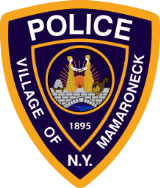 POLICE
VILLAGE OF
MAMARONECK
1895
N.Y.